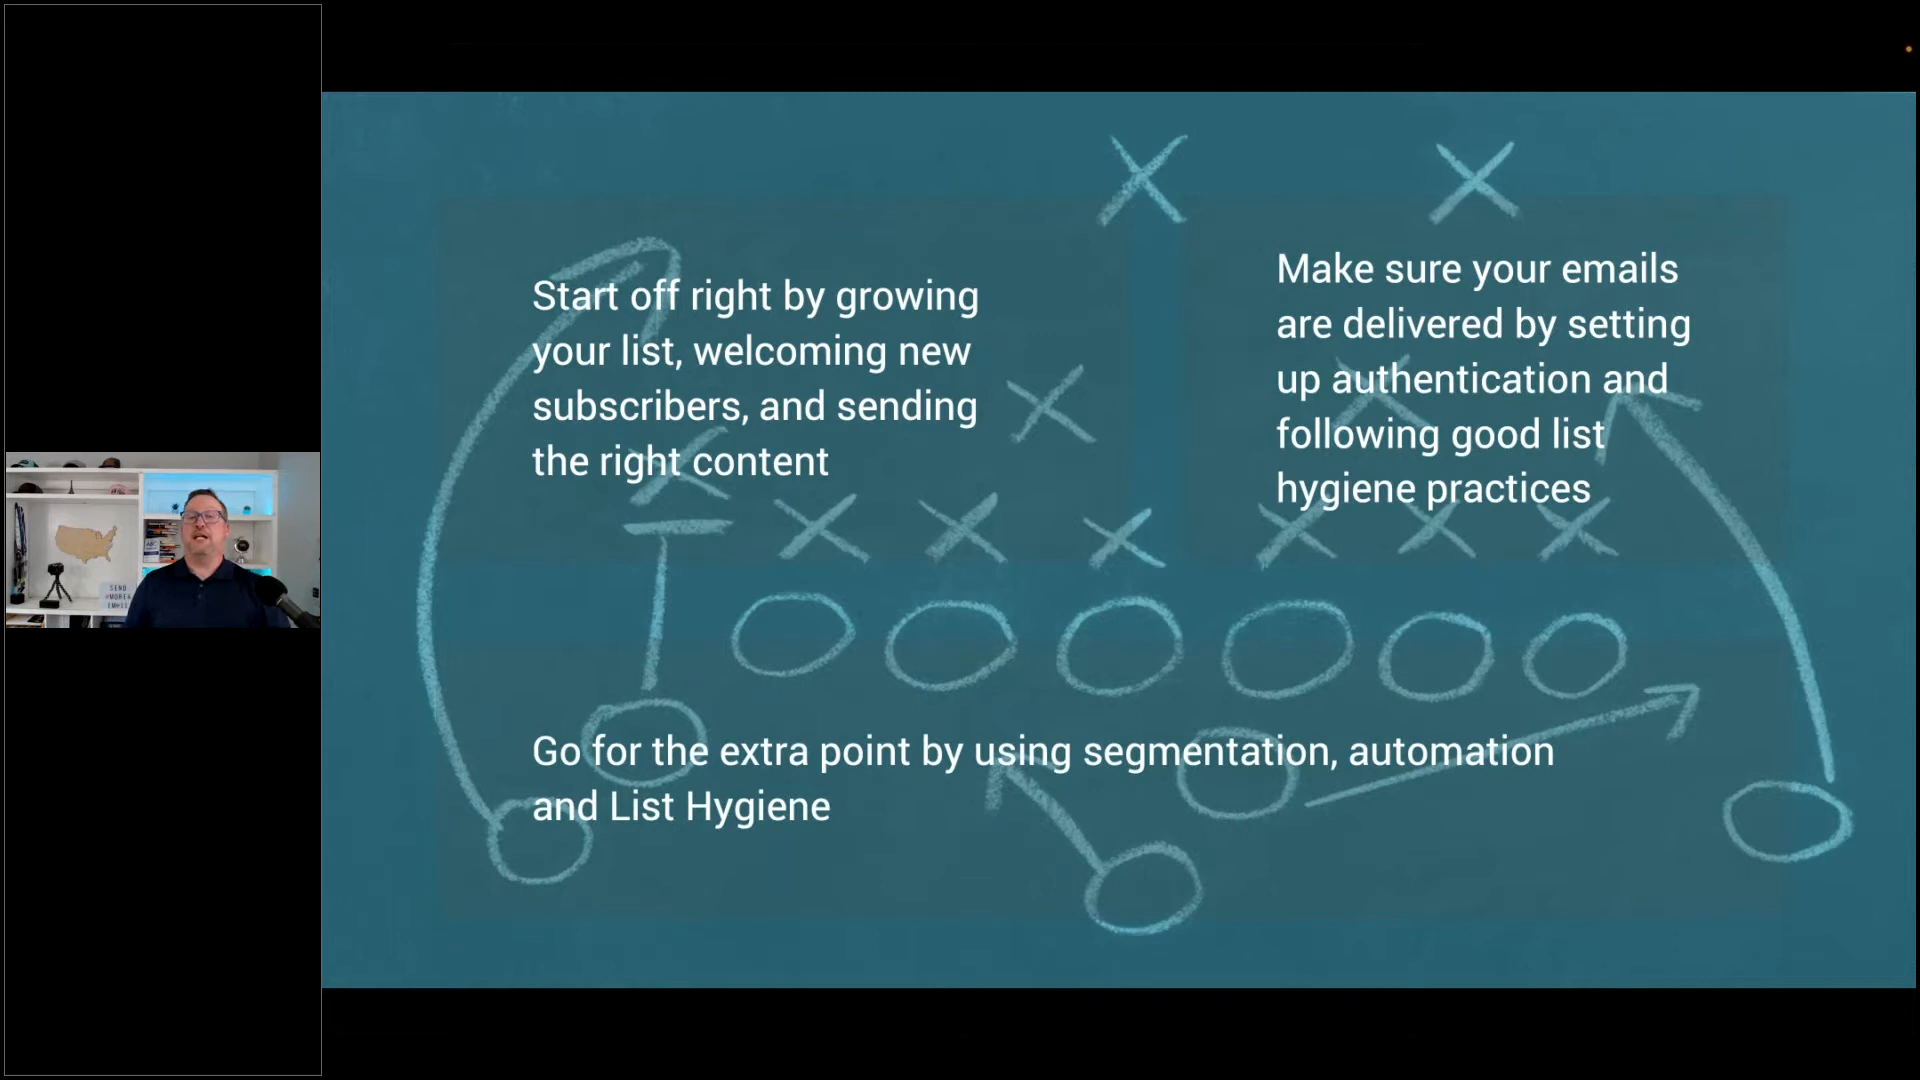 Start off right by growing
your list, welcoming new
subscribers, and sending
the right content
Make sure your emails
are delivered by setting
up authentication and
following good list
hygiene practices
Go for the extra point by using segmentation, automation
and List Hygiene
SEND